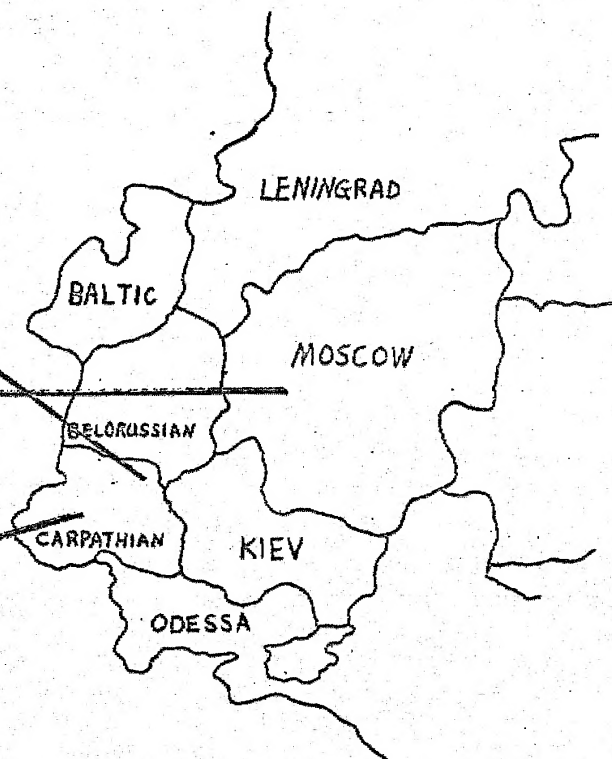 LENINGRAD
BALTIC
MOSCOW
BELORUSSIAN
CARPATHIAN
KIEV
ODESSA